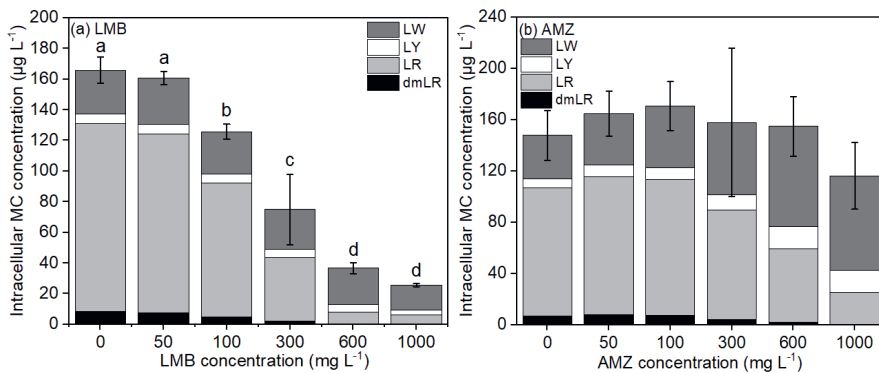 (a) LMB
LW
LY
LR
dmLR
a
a
b
c
d
d
Intracellular MC concentration (µg L⁻¹)
200
180
160
140
120
100
80
60
40
20
0
0 50 100 300 600 1000
LMB concentration (mg L⁻¹)
(b) AMZ
LW
LY
LR
dmLR
Intracellular MC concentration (µg L⁻¹)
240
200
160
120
80
40
0
0 50 100 300 600 1000
AMZ concentration (mg L⁻¹)